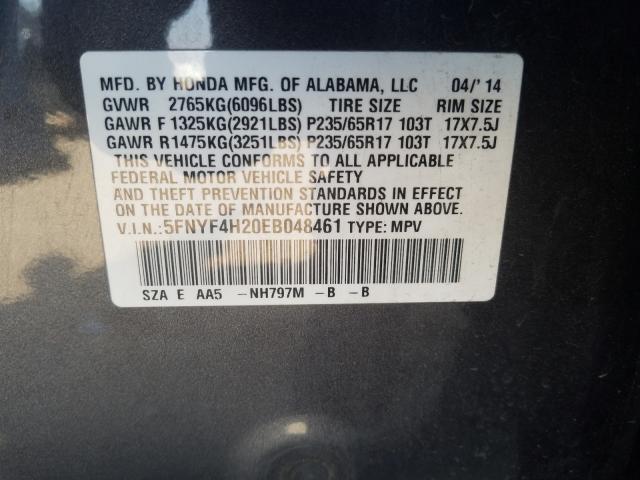 MFD. BY HONDA MFG. OF ALABAMA, LLC 04/' 14
GVWR 2765KG(6096LBS) TIRE SIZE RIM SIZE
GAWR F 1325KG(2921LBS) P235/65R17 103T 17X7.5J
GAWR R1475KG(3251LBS) P235/65R17 103T 17X7.5J
THIS VEHICLE CONFORMS TO ALL APPLICABLE
FEDERAL MOTOR VEHICLE SAFETY
AND THEFT PREVENTION STANDARDS IN EFFECT
ON THE DATE OF MANUFACTURE SHOWN ABOVE.
V.I.N.:5FNYF4H20EB048461 TYPE: MPV
SZA E AA5 -NH797M -B -B